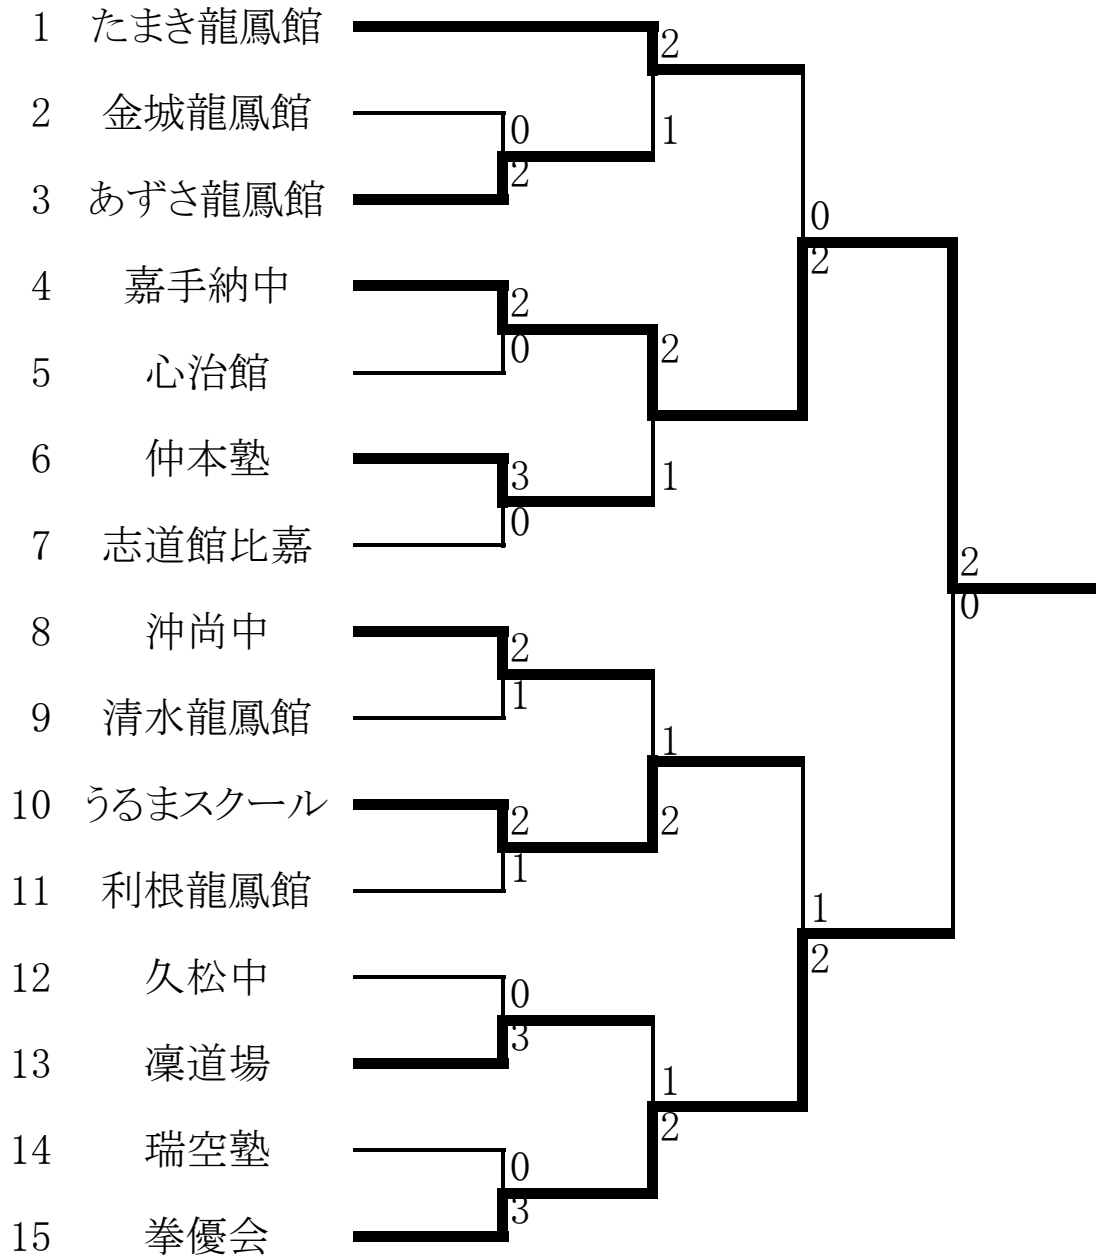 1 たまき龍鳳館
2
2 金城龍鳳館
0
1
2
3 あずさ龍鳳館
0
2
4 嘉手納中
2
0
2
5 心治館
6 仲本塾
3
1
0
7 志道館比嘉
2
0
8 沖尚中
2
1
9 清水龍鳳館
1
10 うるまスクール
2
2
1
11 利根龍鳳館
1
2
12 久松中
0
3
13 凜道場
1
2
14 瑞空塾
0
3
15 拳優会